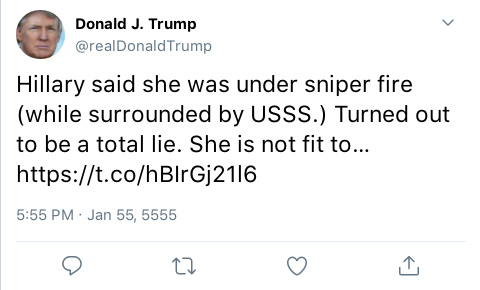 Donald J. Trump
@realDonaldTrump
Hillary said she was under sniper fire
(while surrounded by USSS.) Turned out
to be a total lie. She is not fit to...
https://t.co/hBIrGj21I6
5:55 PM · Jan 55, 5555